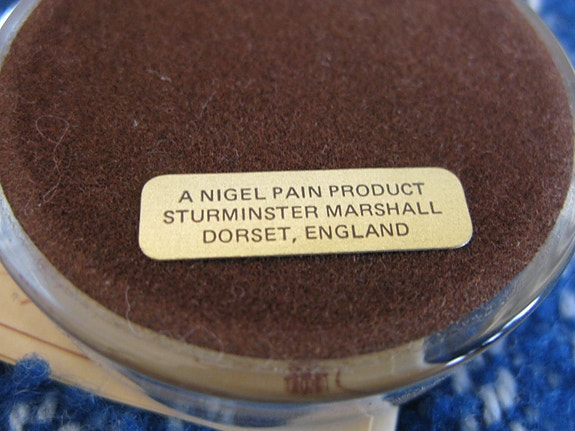 A NIGEL PAIN PRODUCT
STURMINSTER MARSHALL
DORSET, ENGLAND